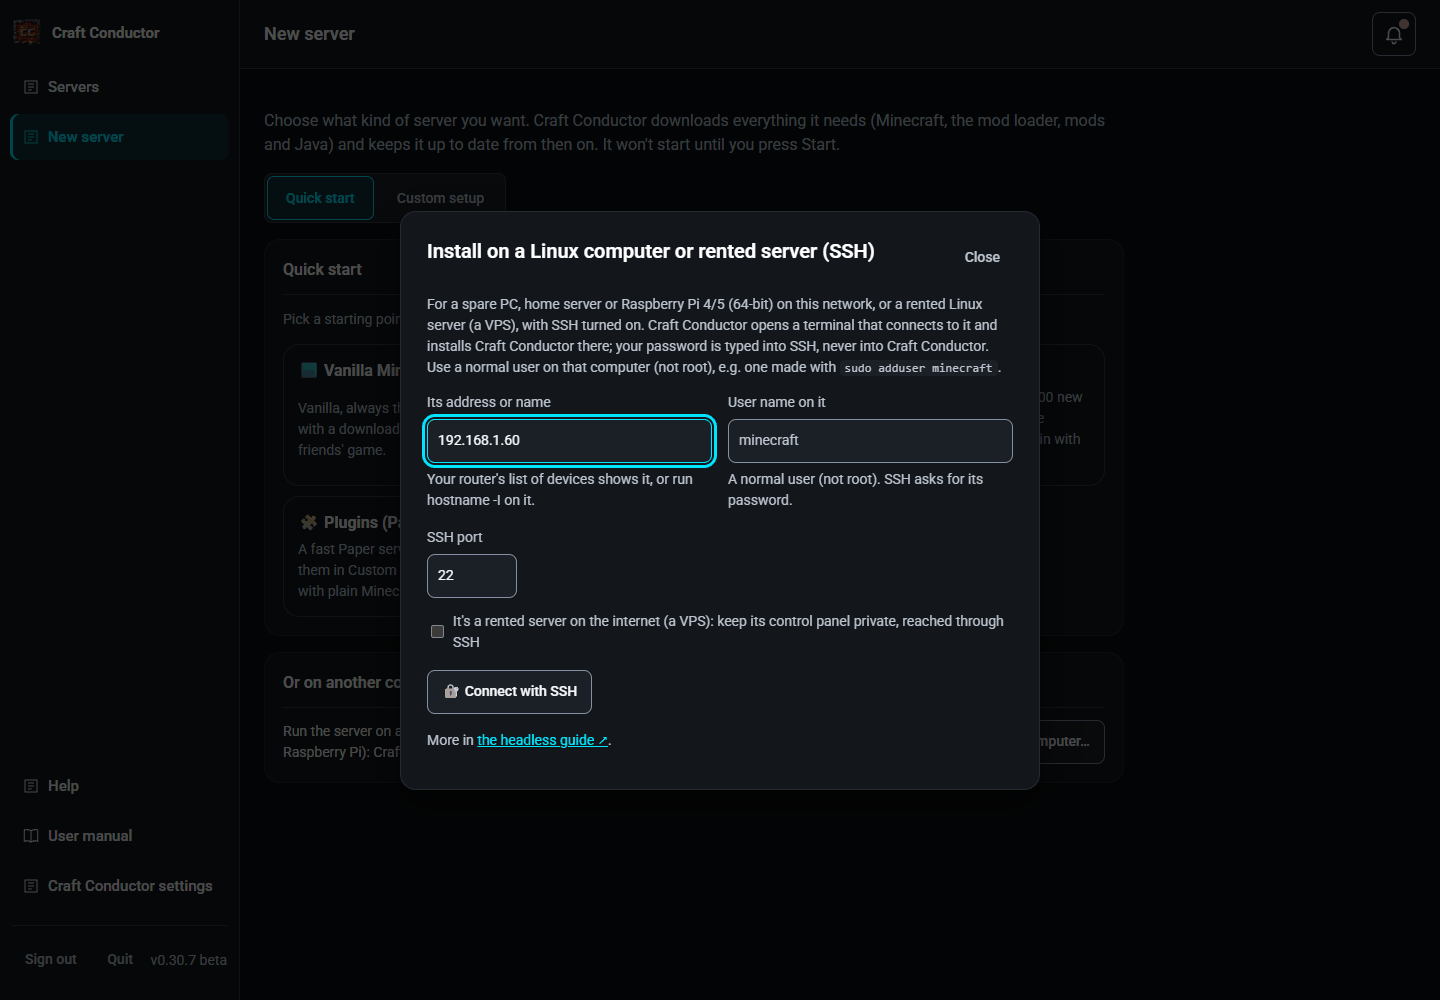 Craft Conductor
Servers
New server
Help
User manual
Craft Conductor settings
Sign out
Quit
v0.30.7 beta
New server
Choose what kind of server you want. Craft Conductor downloads everything it needs (Minecraft, the mod loader, mods
and Java) and keeps it up to date from then on. It won't start until you press Start.
Quick start
Custom setup
Quick start
Pick a starting poin
Vanilla Min
Vanilla, always th
with a download
friends' game.
00 new
in with
Plugins (Pa
A fast Paper serv
them in Custom
with plain Minec
Or on another co
Run the server on a
Raspberry Pi): Craf
mputer…
Install on a Linux computer or rented server (SSH)
Close
For a spare PC, home server or Raspberry Pi 4/5 (64-bit) on this network, or a rented Linux
server (a VPS), with SSH turned on. Craft Conductor opens a terminal that connects to it and
installs Craft Conductor there; your password is typed into SSH, never into Craft Conductor.
Use a normal user on that computer (not root), e.g. one made with sudo adduser minecraft.
Its address or name
User name on it
192.168.1.60
minecraft
Your router's list of devices shows it, or run
hostname -I on it.
A normal user (not root). SSH asks for its
password.
SSH port
22
It's a rented server on the internet (a VPS): keep its control panel private, reached through
SSH
Connect with SSH
More in the headless guide ↗.